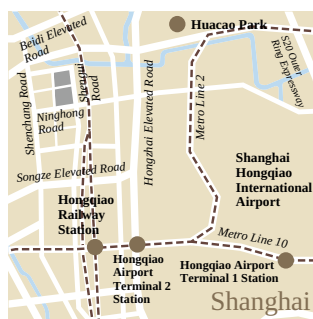 Huacao Park
Beidi Elevated
Road
Shengui
Road
S20 Outer
Ring Expressway
Shenchang Road
Ninghong
Road
Hongzhai Elevated Road
Metro Line 2
Songze Elevated Road
Shanghai
Hongqiao
International
Airport
Hongqiao
Railway
Station
Metro Line 10
Hongqiao
Airport
Terminal 2
Station
Hongqiao Airport
Terminal 1 Station
Shanghai